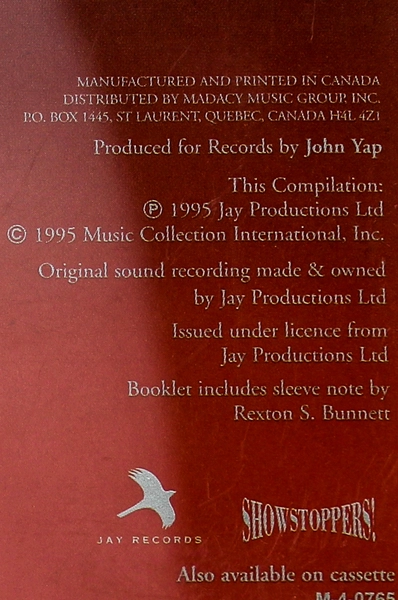 MANUFACTURED AND PRINTED IN CANADA
DISTRIBUTED BY MADACY MUSIC GROUP, INC.
P.O. BOX 1445, ST LAURENT, QUEBEC, CANADA H4L 4Z1
Produced for Records by John Yap
This Compilation:
℗ 1995 Jay Productions Ltd
© 1995 Music Collection International, Inc.
Original sound recording made & owned
by Jay Productions Ltd
Issued under licence from
Jay Productions Ltd
Booklet includes sleeve note by
Rexton S. Bunnett
JAY RECORDS
SHOWSTOPPERS!
Also available on cassette
M-4-0765